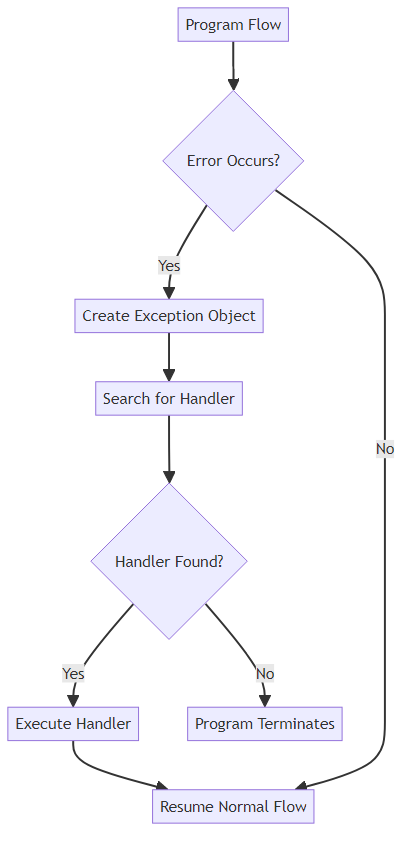 Program Flow
Error Occurs?
Yes
Create Exception Object
Search for Handler
No
Handler Found?
Yes
No
Execute Handler
Program Terminates
Resume Normal Flow